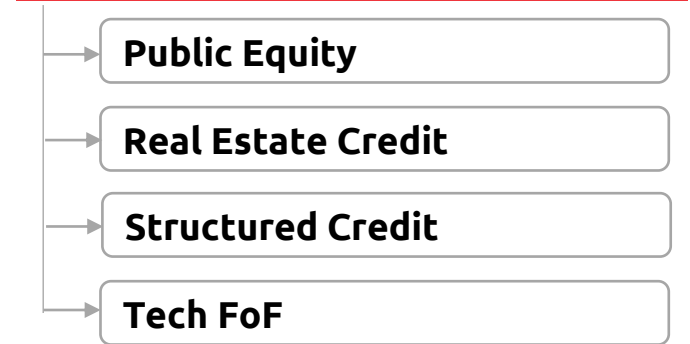 Public Equity
Real Estate Credit
Structured Credit
Tech FoF